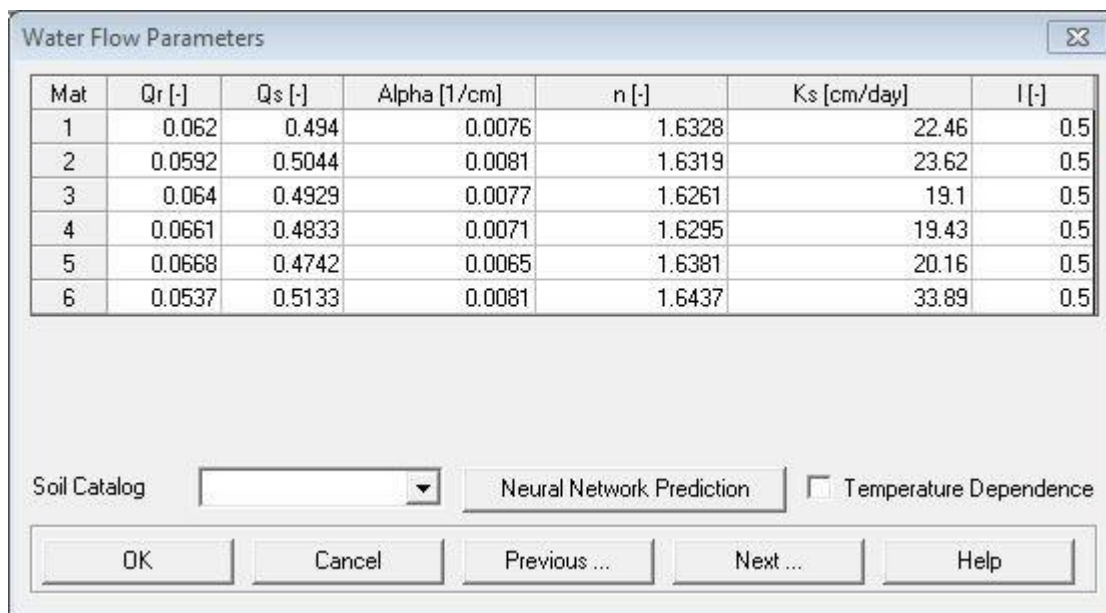 Water Flow Parameters
Mat Qr [-] Qs [-] Alpha [1/cm] n [-] Ks [cm/day] l [-]
1 0.062 0.494 0.0076 1.6328 22.46 0.5
2 0.0592 0.5044 0.0081 1.6319 23.62 0.5
3 0.064 0.4929 0.0077 1.6261 19.1 0.5
4 0.0661 0.4833 0.0071 1.6295 19.43 0.5
5 0.0668 0.4742 0.0065 1.6381 20.16 0.5
6 0.0537 0.5133 0.0081 1.6437 33.89 0.5
Soil Catalog Neural Network Prediction Temperature Dependence
OK Cancel Previous ... Next ... Help